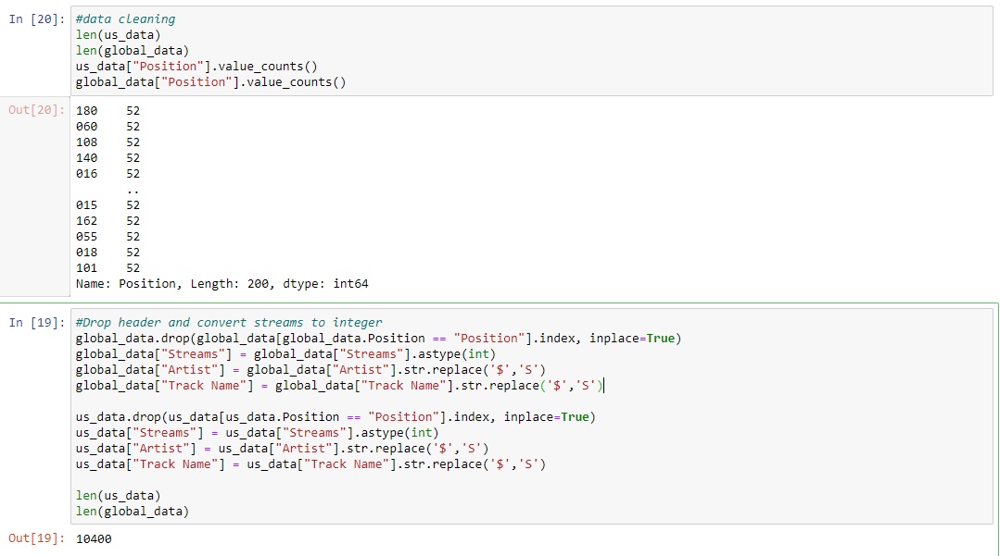 In [20]: #data cleaning
len(us_data)
len(global_data)
us_data["Position"].value_counts()
global_data["Position"].value_counts()
Out[20]: 180    52
060    52
108    52
140    52
016    52
..
015    52
162    52
055    52
018    52
101    52
Name: Position, Length: 200, dtype: int64
In [19]: #Drop header and convert streams to integer
global_data.drop(global_data[global_data.Position == "Position"].index, inplace=True)
global_data["Streams"] = global_data["Streams"].astype(int)
global_data["Artist"] = global_data["Artist"].str.replace('$','S')
global_data["Track Name"] = global_data["Track Name"].str.replace('$','S')
us_data.drop(us_data[us_data.Position == "Position"].index, inplace=True)
us_data["Streams"] = us_data["Streams"].astype(int)
us_data["Artist"] = us_data["Artist"].str.replace('$','S')
us_data["Track Name"] = us_data["Track Name"].str.replace('$','S')
len(us_data)
len(global_data)
Out[19]: 10400